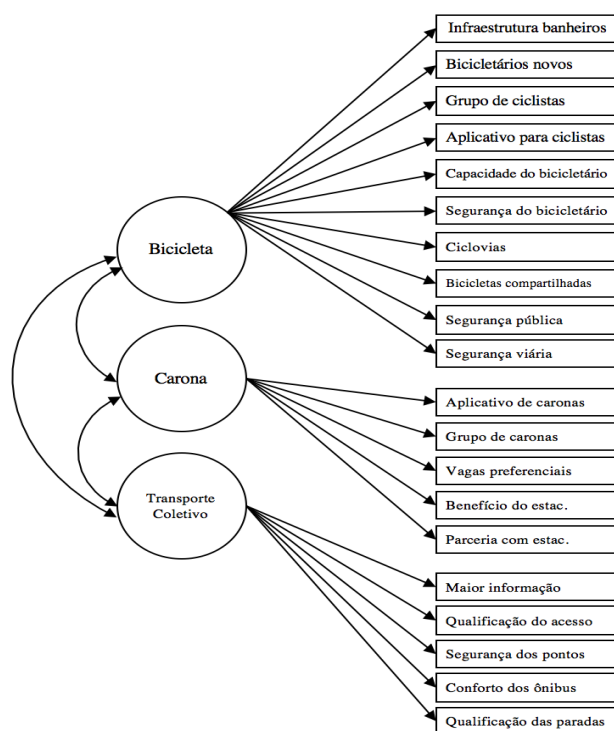 Infraestrutura banheiros
Bicicletários novos
Grupo de ciclistas
Aplicativo para ciclistas
Capacidade do bicicletário
Segurança do bicicletário
Ciclovias
Bicicletas compartilhadas
Segurança pública
Segurança viária
Bicicleta
Carona
Aplicativo de caronas
Grupo de caronas
Vagas preferenciais
Benefício do estac.
Parceria com estac.
Transporte
Coletivo
Maior informação
Qualificação do acesso
Segurança dos pontos
Conforto dos ônibus
Qualificação das paradas